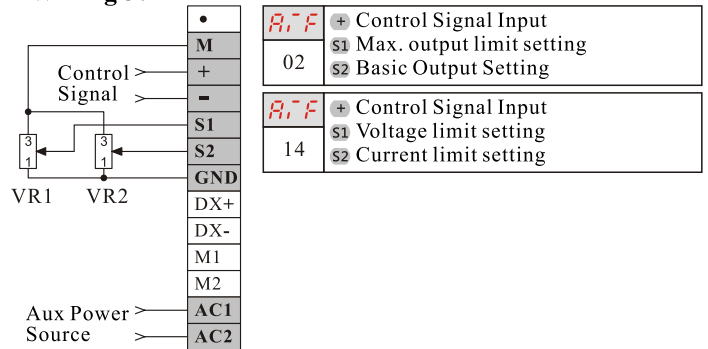 •
M
+
-
S1
S2
GND
DX+
DX-
M1
M2
AC1
AC2
Control
Signal
3
1
3
1
VR1 VR2
Aux Power
Source
02
+ Control Signal Input
S1 Max. output limit setting
S2 Basic Output Setting
14
+ Control Signal Input
S1 Voltage limit setting
S2 Current limit setting